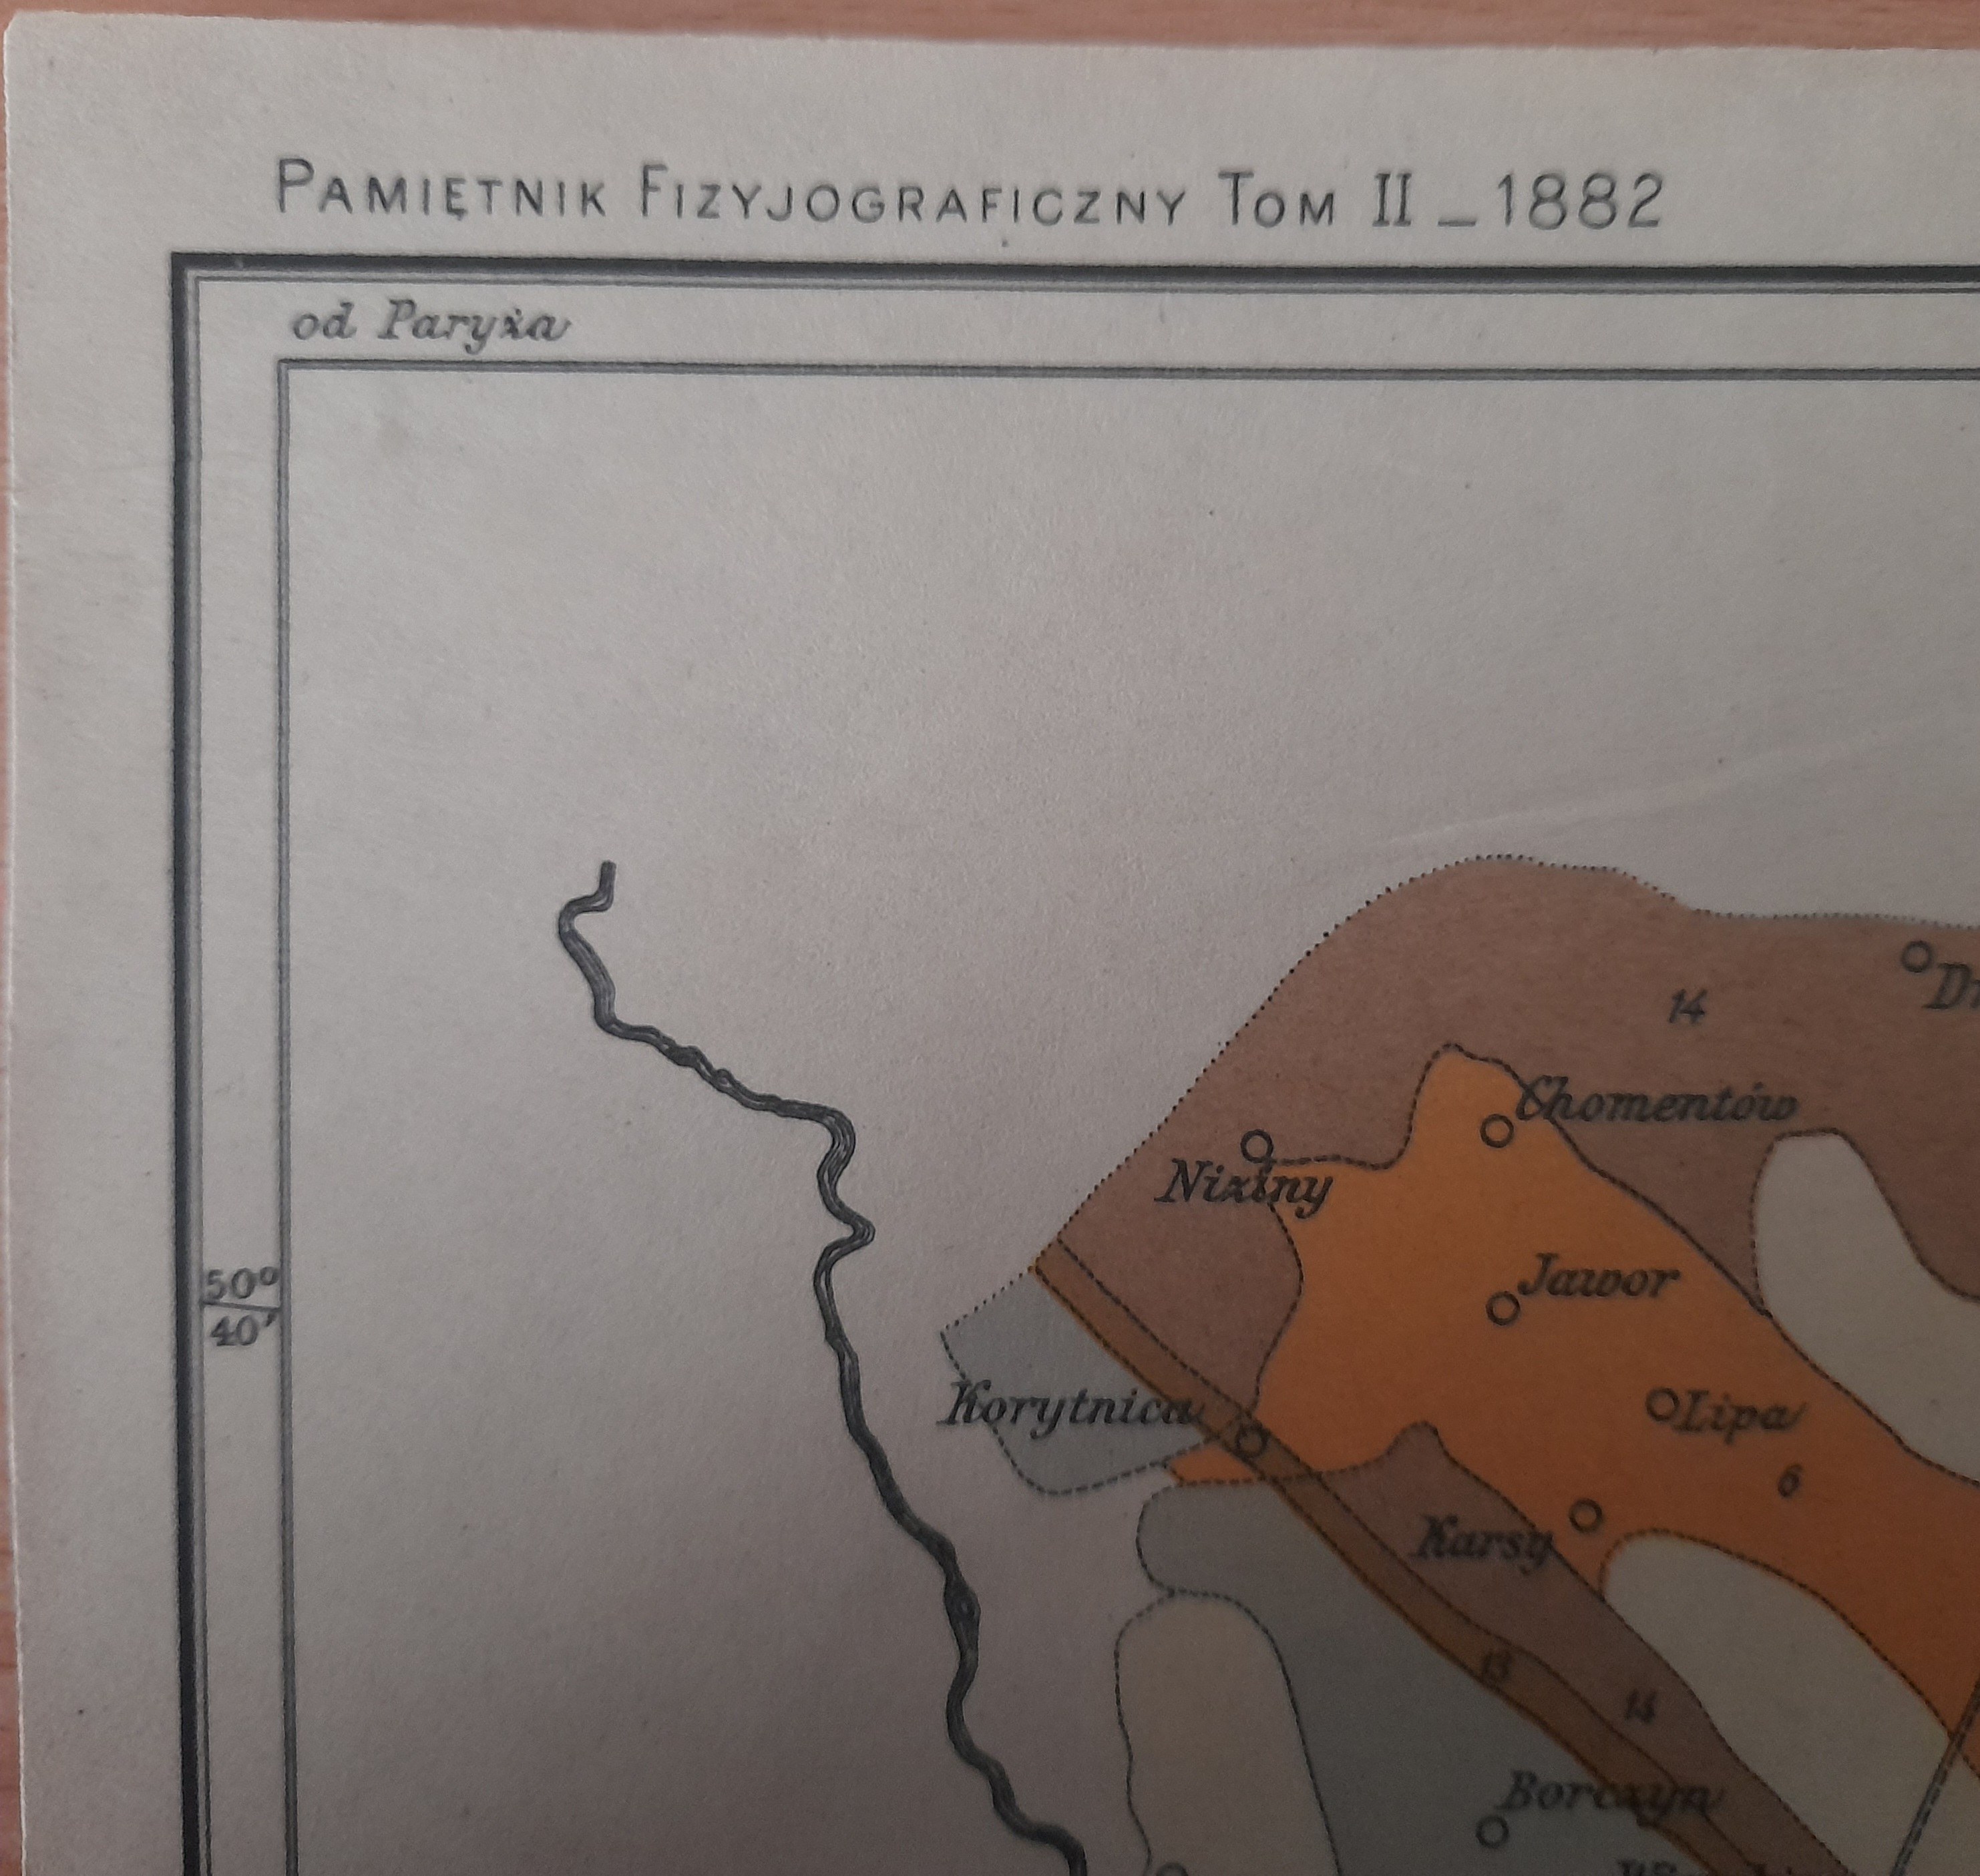 PAMIĘTNIK FIZYJOGRAFICZNY TOM II _ 1882
od Paryża
14
Chomentów
Niziny
50°
40'
Jawor
Korytnica
Lipa
6
Karsy
13
14
Borczyn